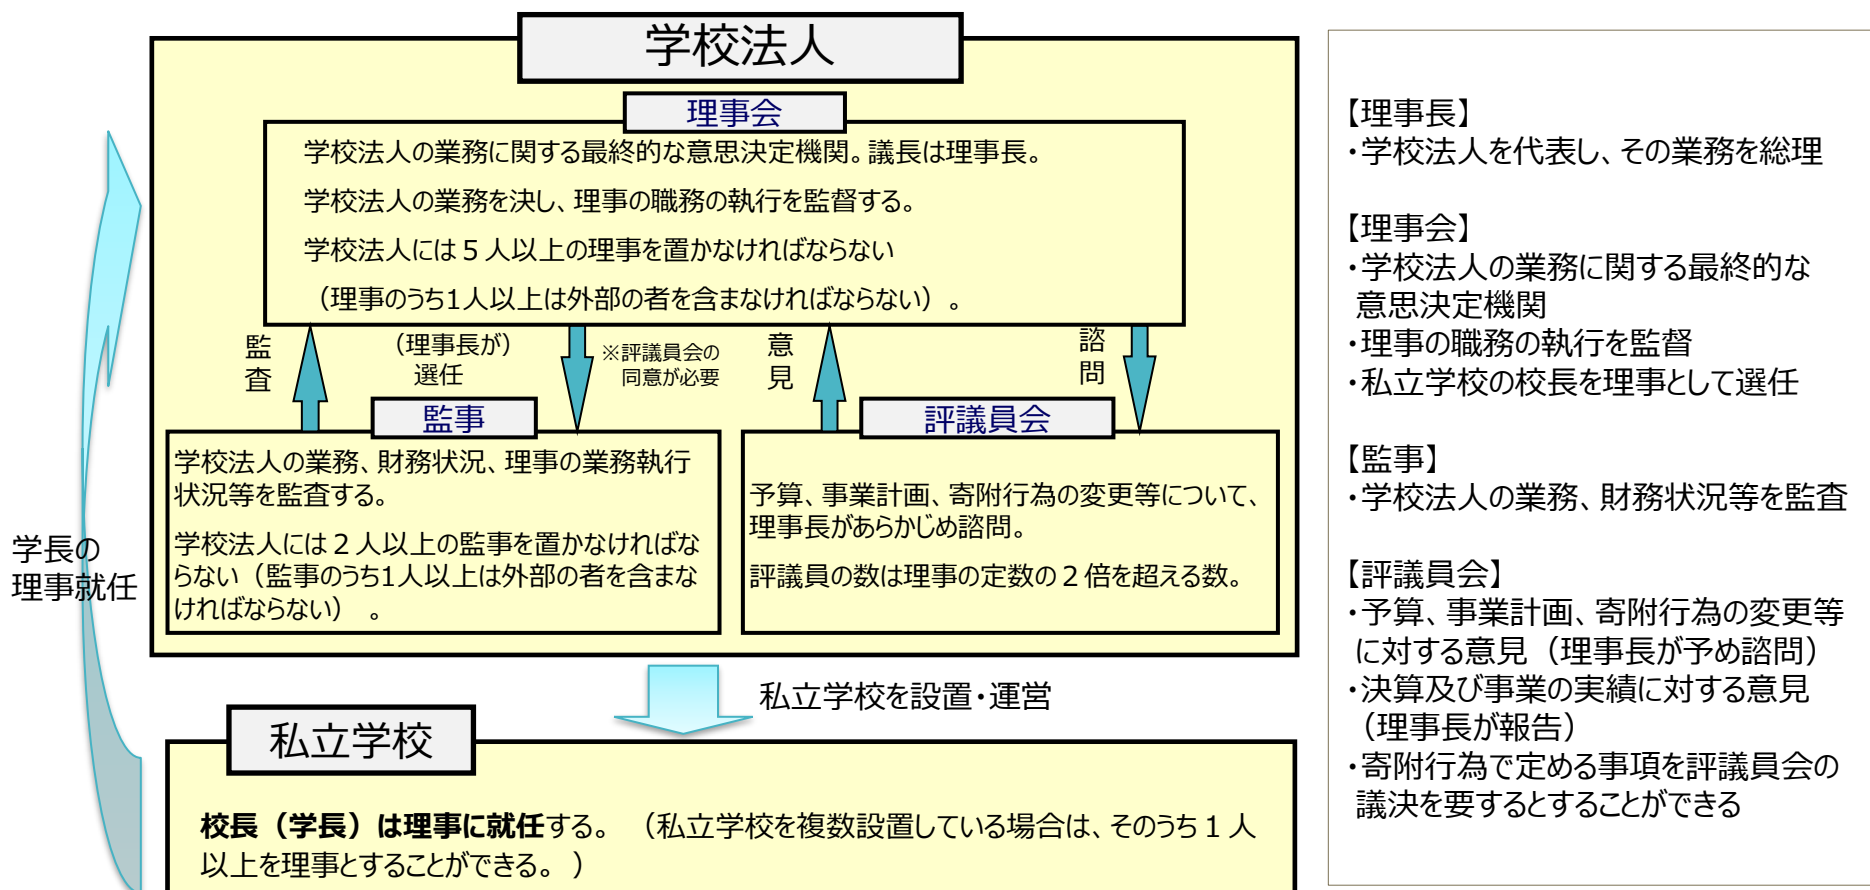 学校法人
理事会
学校法人の業務に関する最終的な意思決定機関。議長は理事長。
学校法人の業務を決し、理事の職務の執行を監督する。
学校法人には５人以上の理事を置かなければならない
（理事のうち1人以上は外部の者を含まなければならない）。
監査
（理事長が）
選任
※評議員会の
同意が必要
意見
諮問
監事
学校法人の業務、財務状況、理事の業務執行
状況等を監査する。
学校法人には２人以上の監事を置かなければな
らない（監事のうち1人以上は外部の者を含まな
ければならない）　。
評議員会
予算、事業計画、寄附行為の変更等について、
理事長があらかじめ諮問。
評議員の数は理事の定数の２倍を超える数。
学長の
理事就任
私立学校を設置・運営
私立学校
校長（学長）は理事に就任する。　（私立学校を複数設置している場合は、そのうち１人
以上を理事とすることができる。）
【理事長】
・学校法人を代表し、その業務を総理
【理事会】
・学校法人の業務に関する最終的な
意思決定機関
・理事の職務の執行を監督
・私立学校の校長を理事として選任
【監事】
・学校法人の業務、財務状況等を監査
【評議員会】
・予算、事業計画、寄附行為の変更等
に対する意見（理事長が予め諮問）
・決算及び事業の実績に対する意見
（理事長が報告）
・寄附行為で定める事項を評議員会の
議決を要するとすることができる